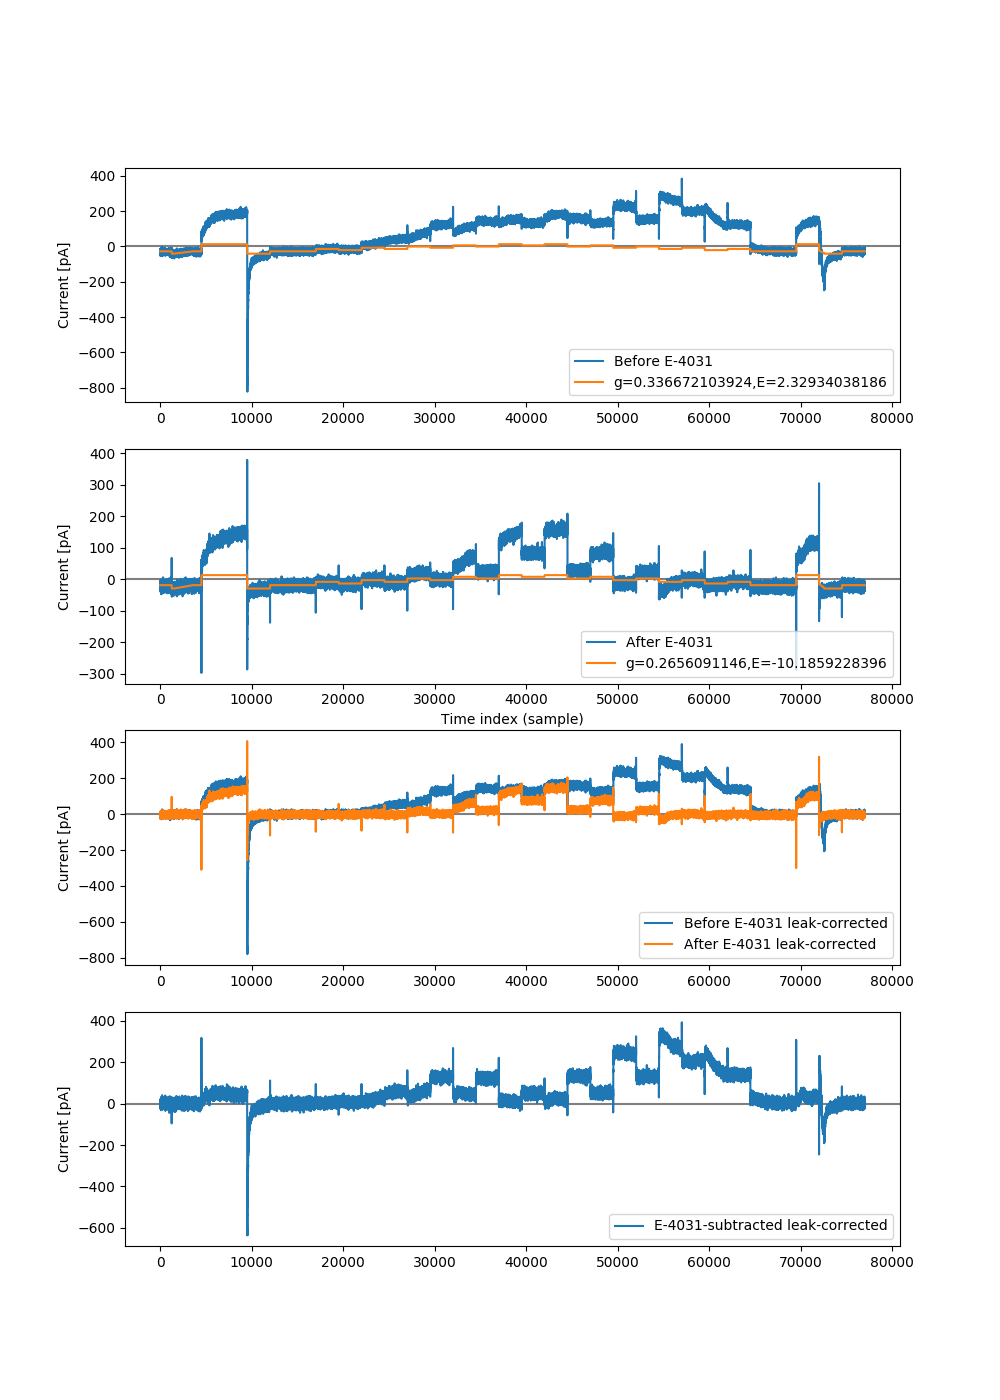 400
200
0
−200
−400
−600
−800
Current [pA]
Before E-4031
g=0.336672103924,E=2.32934038186
0 10000 20000 30000 40000 50000 60000 70000 80000
400
300
200
100
0
−100
−200
−300
Current [pA]
After E-4031
g=0.2656091146,E=-10.1859228396
0 10000 20000 30000 40000 50000 60000 70000 80000
Time index (sample)
400
200
0
−200
−400
−600
−800
Current [pA]
Before E-4031 leak-corrected
After E-4031 leak-corrected
0 10000 20000 30000 40000 50000 60000 70000 80000
400
200
0
−200
−400
−600
Current [pA]
E-4031-subtracted leak-corrected
0 10000 20000 30000 40000 50000 60000 70000 80000